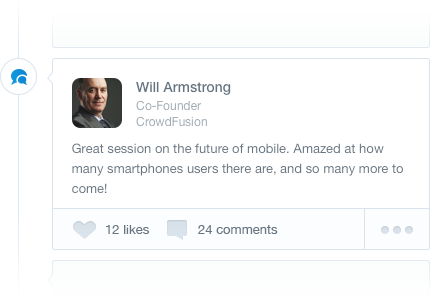 Will Armstrong
Co-Founder
CrowdFusion
Great session on the future of mobile. Amazed at how
many smartphones users there are, and so many more to
come!
12 likes
24 comments